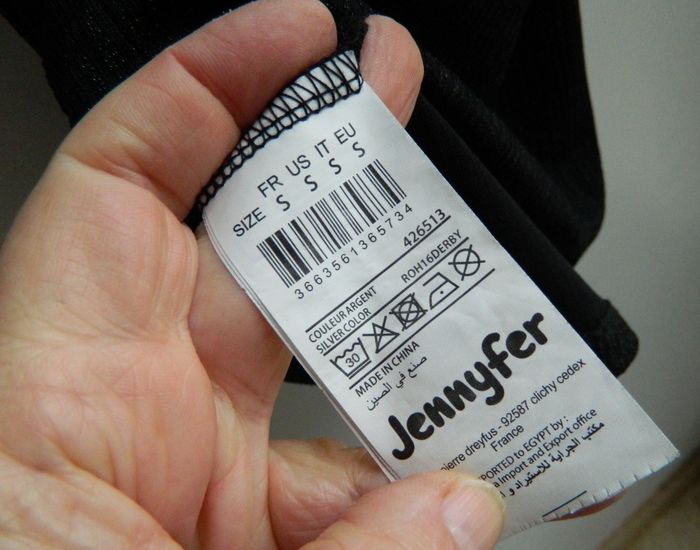 FR US IT EU
SIZE S S S S
3663561365734
426513
COULEUR ARGENT ROH16DERBY
SILVER COLOR
30
MADE IN CHINA
صنع في الصين
Jennyfer
pierre dreyfus - 92587 clichy cedex
France
PORTED to EGYPT by :
Import and Export office
مكتب الجرابية للاستيراد و